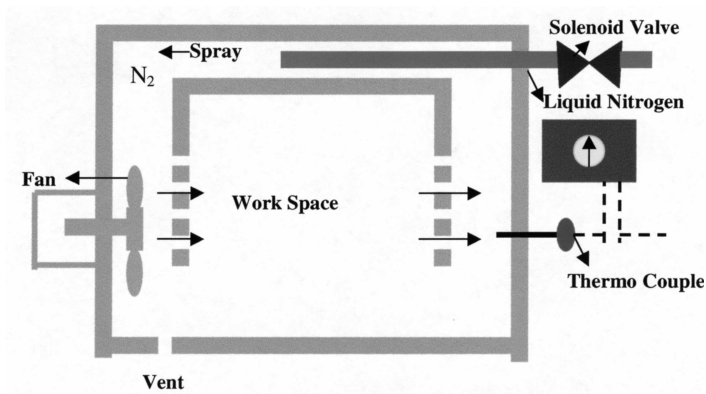 Solenoid Valve
Spray
N₂
Liquid Nitrogen
Fan
Work Space
Thermo Couple
Vent